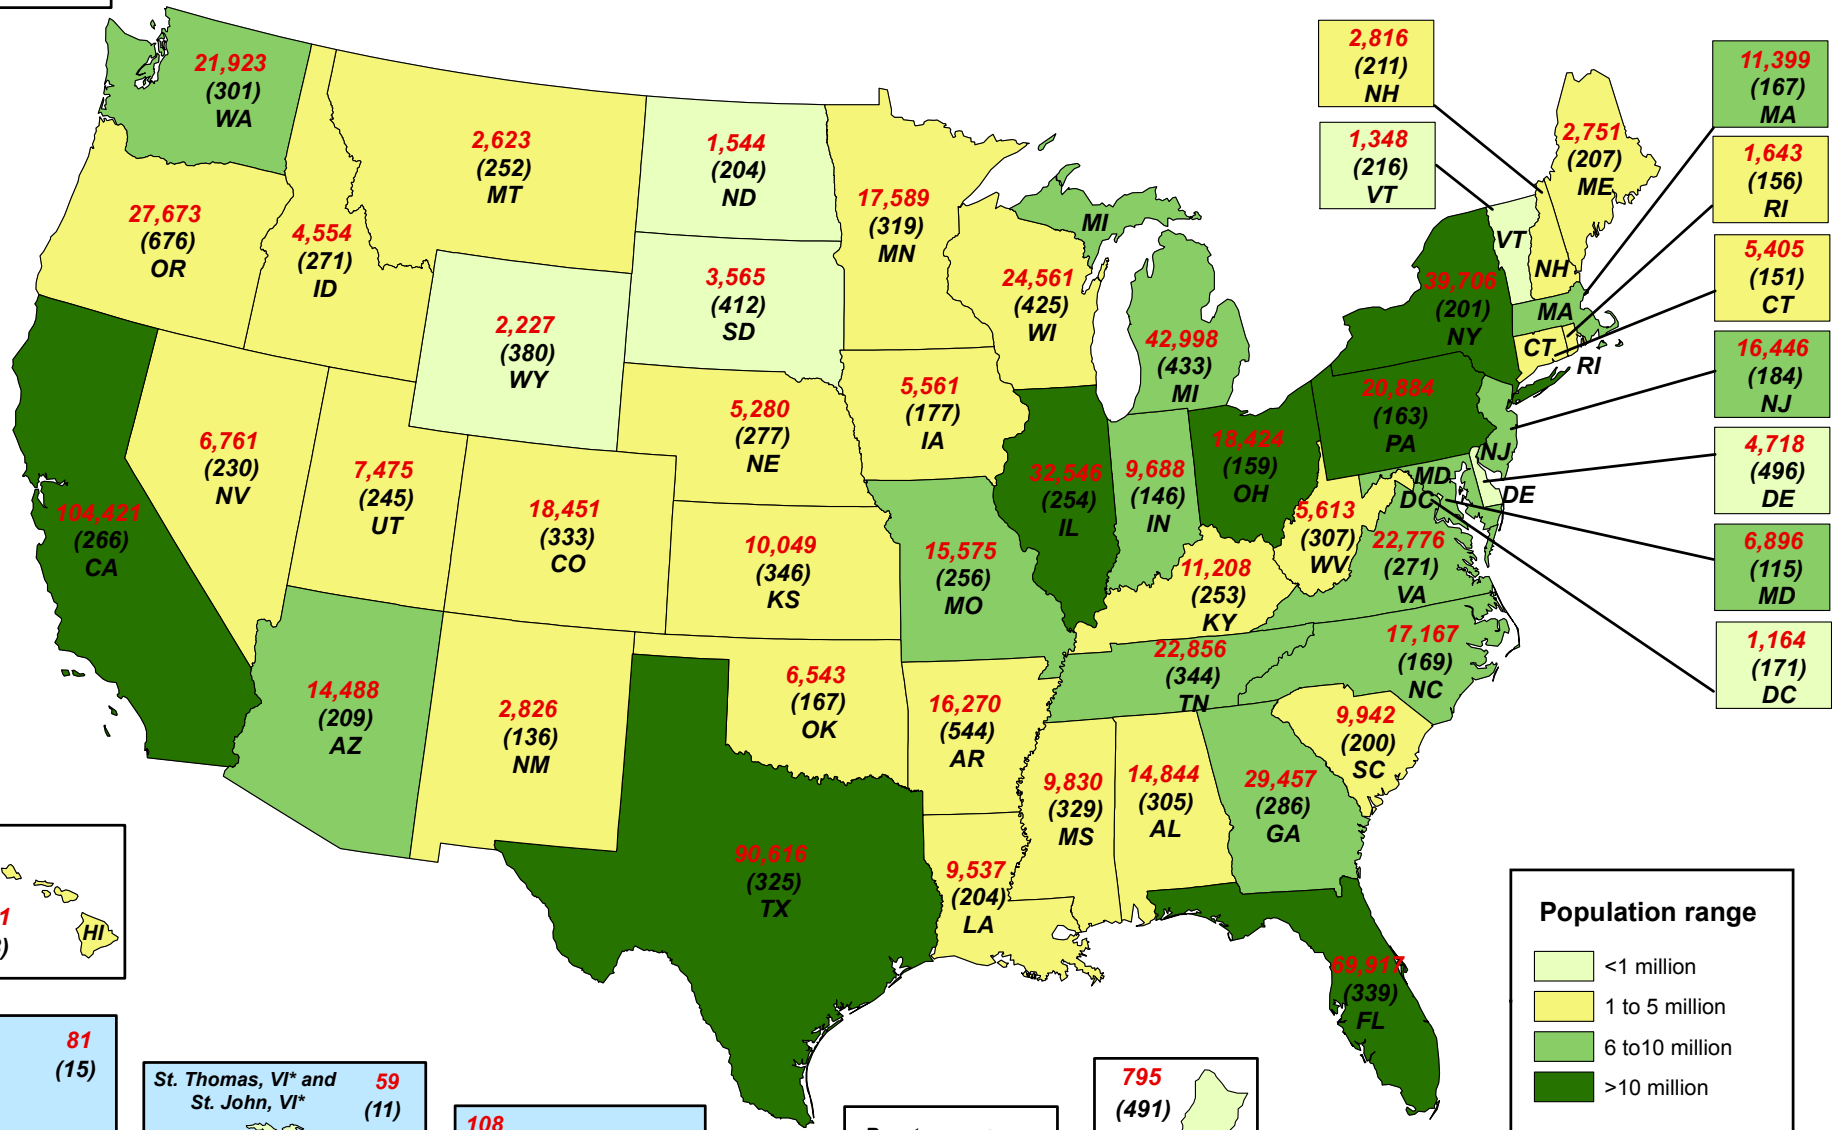 21,923
(301)
WA
27,673
(676)
OR
4,554
(271)
ID
2,623
(252)
MT
1,544
(204)
ND
3,565
(412)
SD
2,227
(380)
WY
17,589
(319)
MN
24,561
(425)
WI
MI
42,998
(433)
MI
5,561
(177)
IA
5,280
(277)
NE
6,761
(230)
NV
7,475
(245)
UT
18,451
(333)
CO
10,049
(346)
KS
15,575
(256)
MO
104,421
(266)
CA
32,546
(254)
IL
9,688
(146)
IN
18,424
(159)
OH
20,884
(163)
PA
39,706
(201)
NY
VT
NH
MA
CT
RI
NJ
MD
DC
DE
2,751
(207)
ME
2,816
(211)
NH
1,348
(216)
VT
11,399
(167)
MA
1,643
(156)
RI
5,405
(151)
CT
16,446
(184)
NJ
4,718
(496)
DE
6,896
(115)
MD
1,164
(171)
DC
5,613
(307)
WV
22,776
(271)
VA
11,208
(253)
KY
22,856
(344)
TN
17,167
(169)
NC
9,942
(200)
SC
14,488
(209)
AZ
2,826
(136)
NM
6,543
(167)
OK
16,270
(544)
AR
9,830
(329)
MS
14,844
(305)
AL
29,457
(286)
GA
90,616
(325)
TX
9,537
(204)
LA
69,917
(339)
FL
1
)
HI
81
(15)
St. Thomas, VI* and
St. John, VI*
59
(11)
108
795
(491)
Population range
<1 million
1 to 5 million
6 to10 million
>10 million